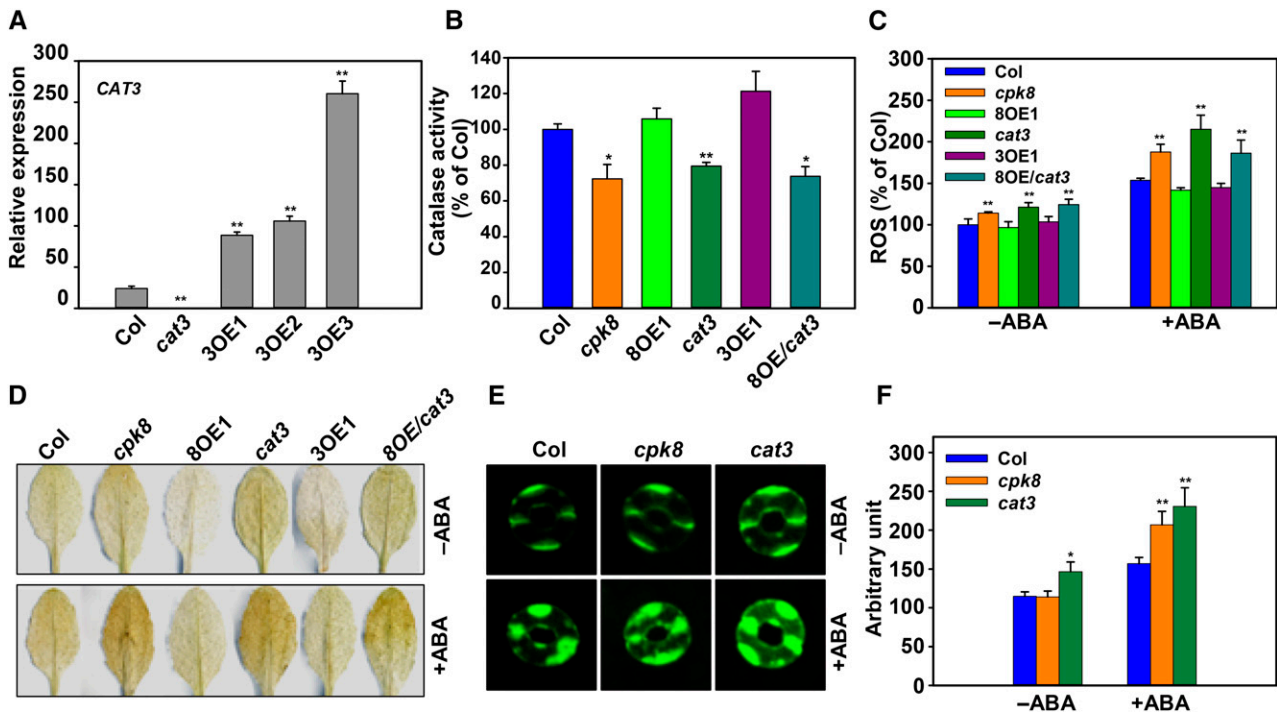 A
Relative expression
300
250
200
150
100
50
0
CAT3
**
**
**
**
Col
cat3
3OE1
3OE2
3OE3
B
Catalase activity
(% of Col)
140
120
100
80
60
40
20
0
*
**
*
Col
cpk8
8OE1
cat3
3OE1
8OE/cat3
C
ROS (% of Col)
300
250
200
150
100
50
0
Col
cpk8
8OE1
cat3
3OE1
8OE/cat3
**
**
**
**
**
**
–ABA
+ABA
D
Col
cpk8
8OE1
cat3
3OE1
8OE/cat3
–ABA
+ABA
E
Col
cpk8
cat3
–ABA
+ABA
F
Arbitrary unit
300
250
200
150
100
50
0
Col
cpk8
cat3
*
**
**
–ABA
+ABA